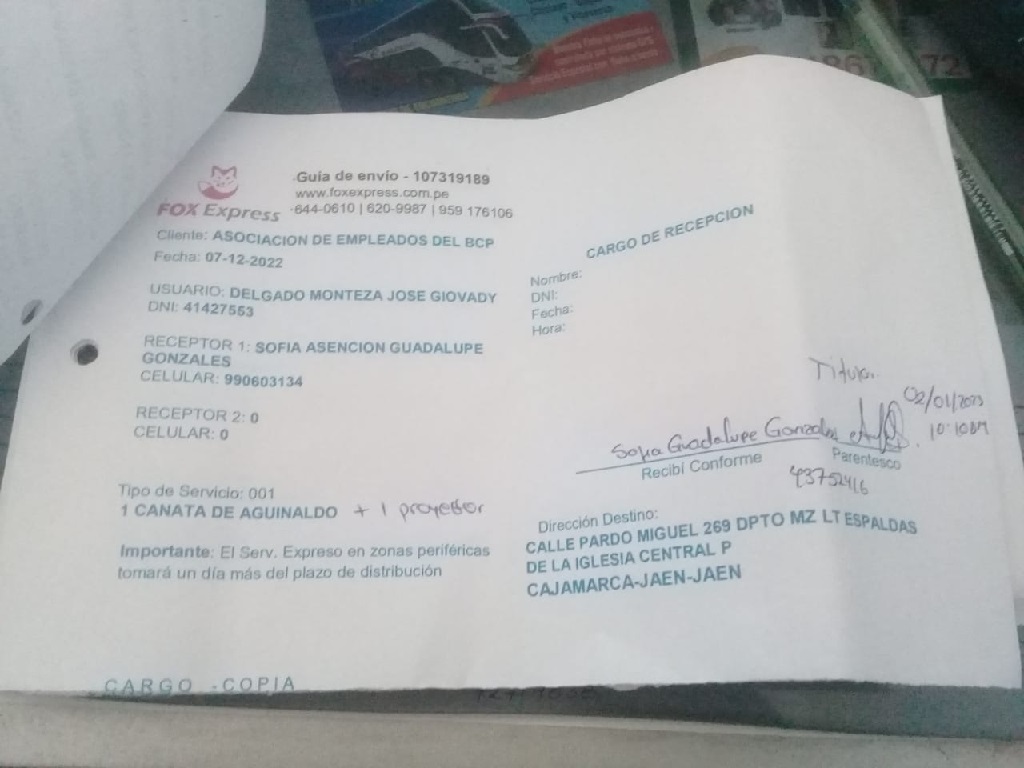 FOX Express
Guia de envío - 107319189
www.foxexpress.com.pe
644-0610 | 620-9987 | 959 176106
Cliente: ASOCIACION DE EMPLEADOS DEL BCP
Fecha: 07-12-2022
USUARIO: DELGADO MONTEZA JOSE GIOVADY
DNI: 41427553
RECEPTOR 1: SOFIA ASENCION GUADALUPE
GONZALES
CELULAR: 990603134
RECEPTOR 2: 0
CELULAR: 0
Tipo de Servicio: 001
1 CANATA DE AGUINALDO + 1 proyector
Importante: El Serv. Expreso en zonas periféricas
tomará un día más del plazo de distribución
CARGO - COPIA
CARGO DE RECEPCION
Nombre:
DNI:
Fecha:
Hora:
Titular
02/01/2023
10:10AM
Sofia Guadalupe Gonzales
Recibí Conforme
Parentesco
43752416
Dirección Destino:
CALLE PARDO MIGUEL 269 DPTO MZ LT ESPALDAS
DE LA IGLESIA CENTRAL P
CAJAMARCA-JAEN-JAEN